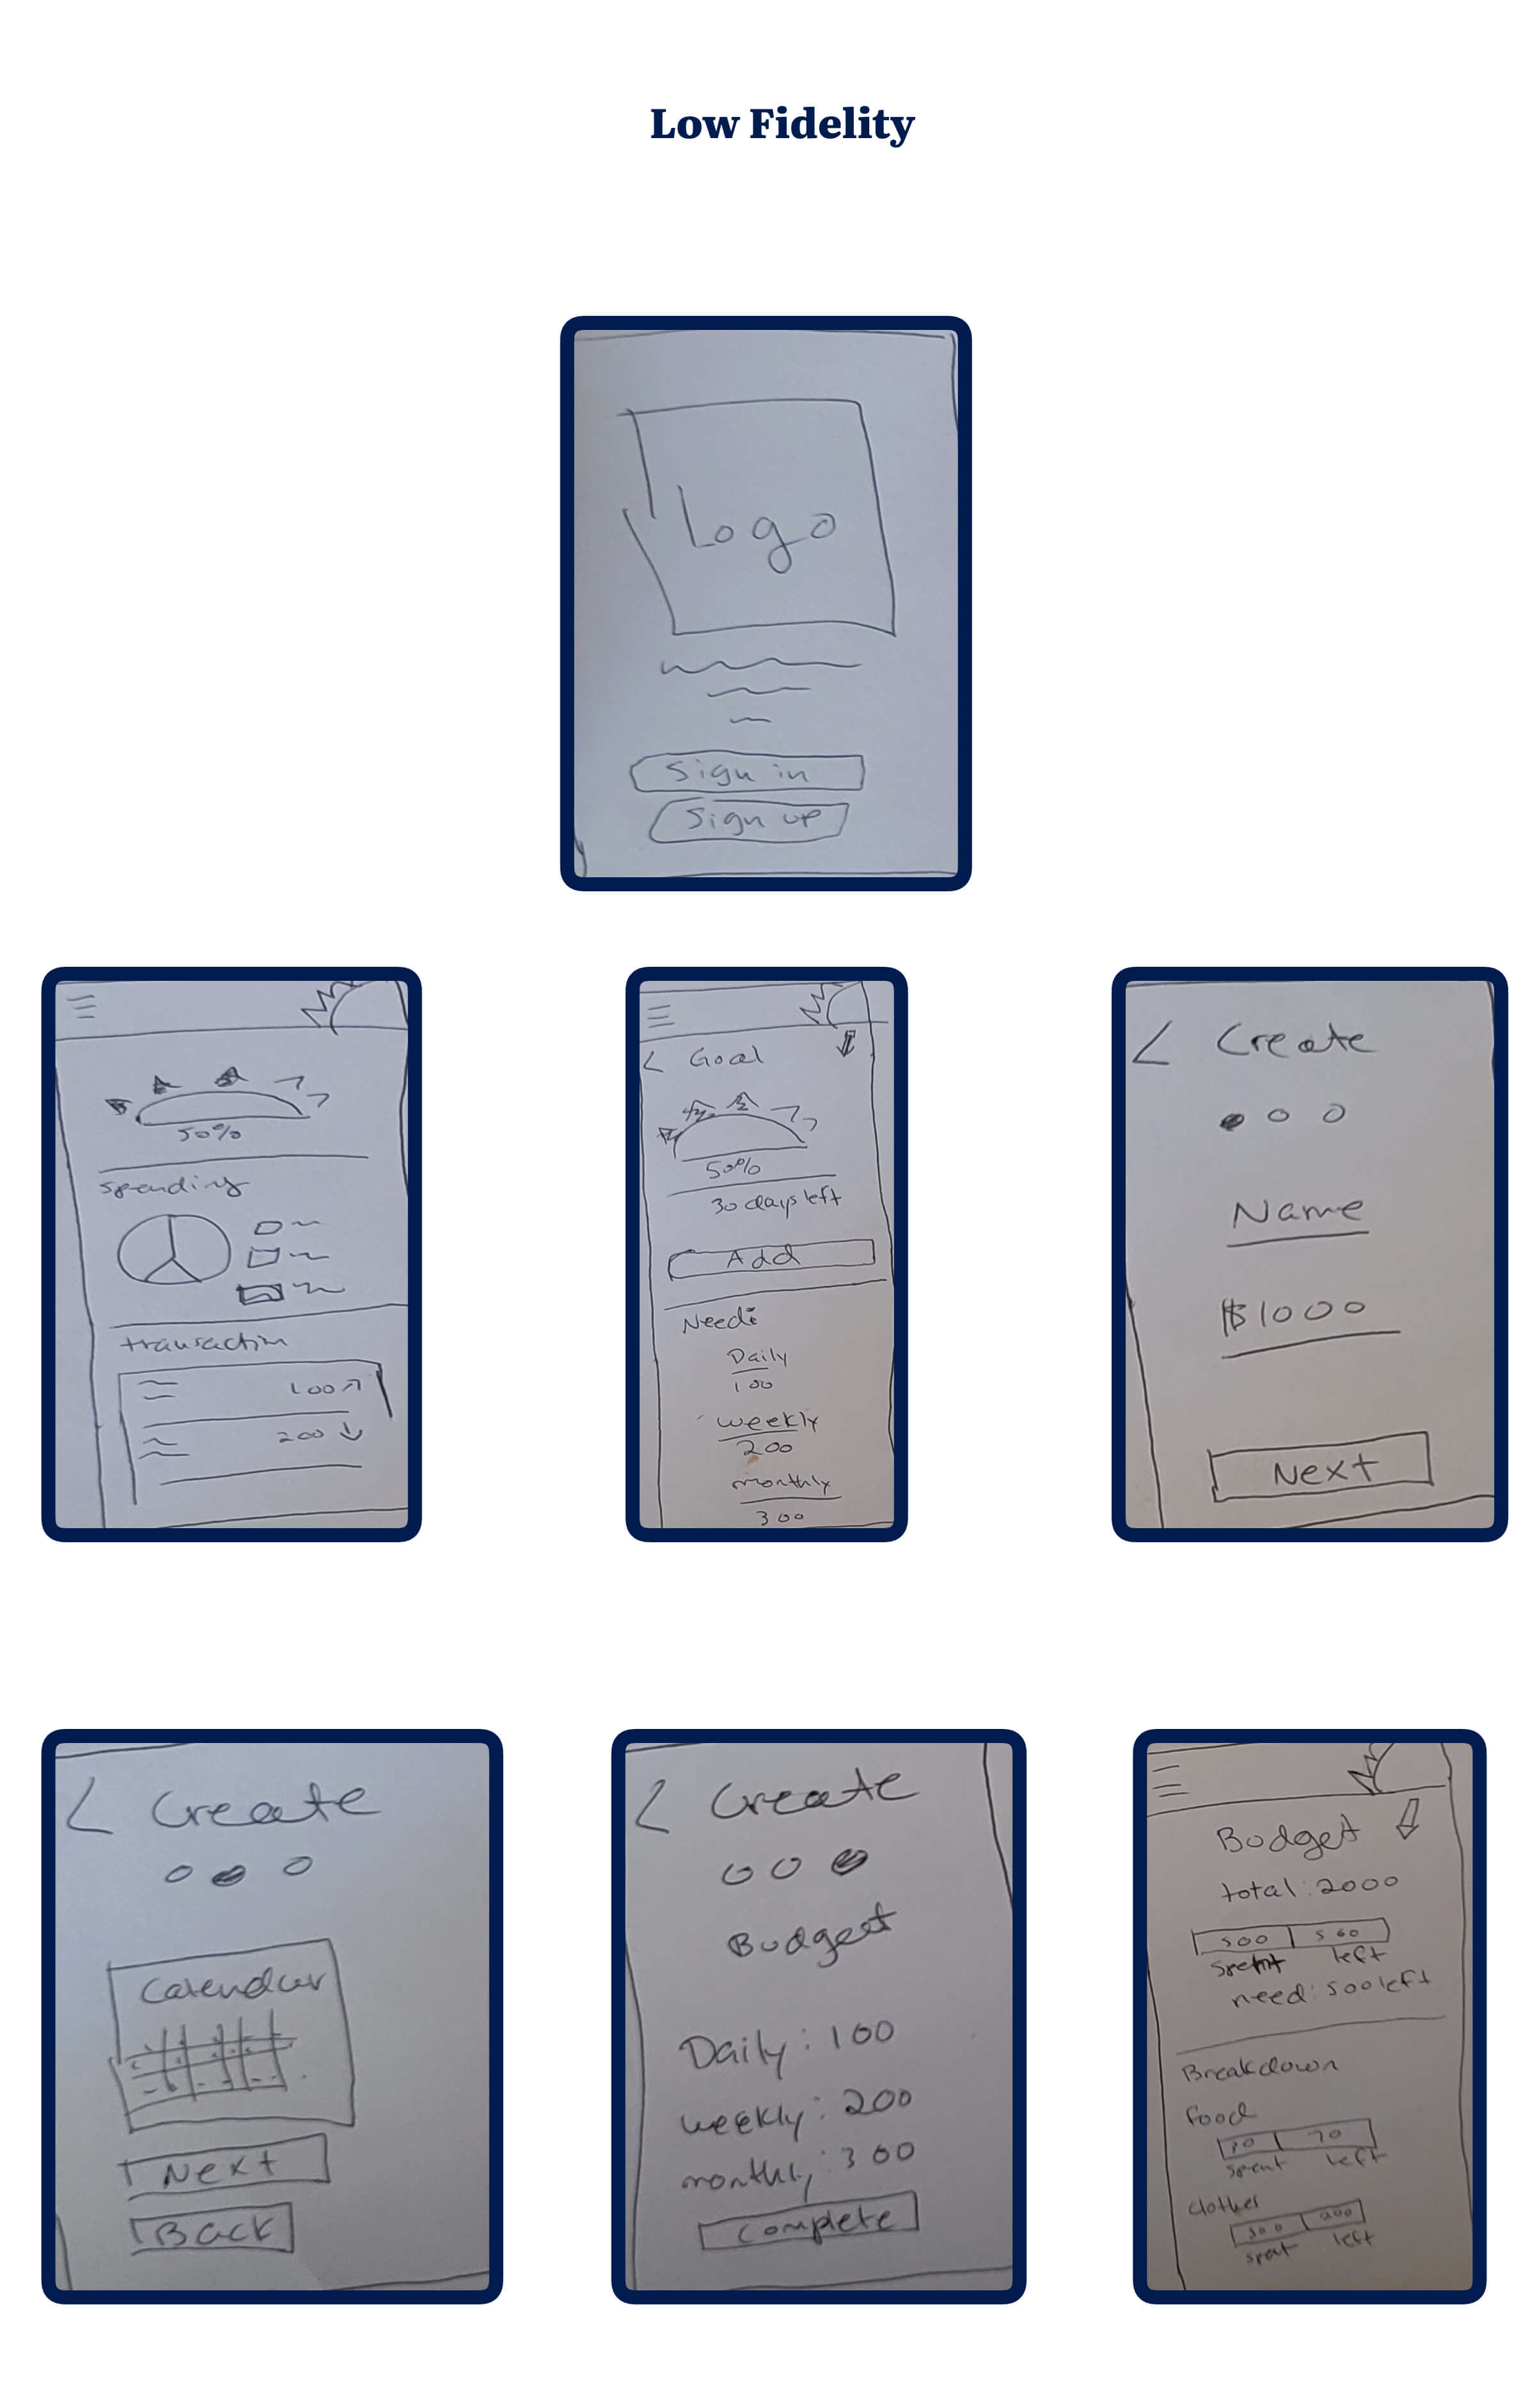 Low Fidelity
Logo
Sign in
Sign up
50%
spending
transaction
100
200
< Goal
50%
30 days left
Add
Need:
Daily
100
weekly
200
monthly
300
< Create
Name
$1000
Next
< Create
Calendar
Next
Back
< Create
Budget
Daily: 100
weekly: 200
monthly: 300
Complete
Budget
total: 2000
500
spent left
need: 500 left
Breakdown
food
70
spent left
clothes
300 200
spent left